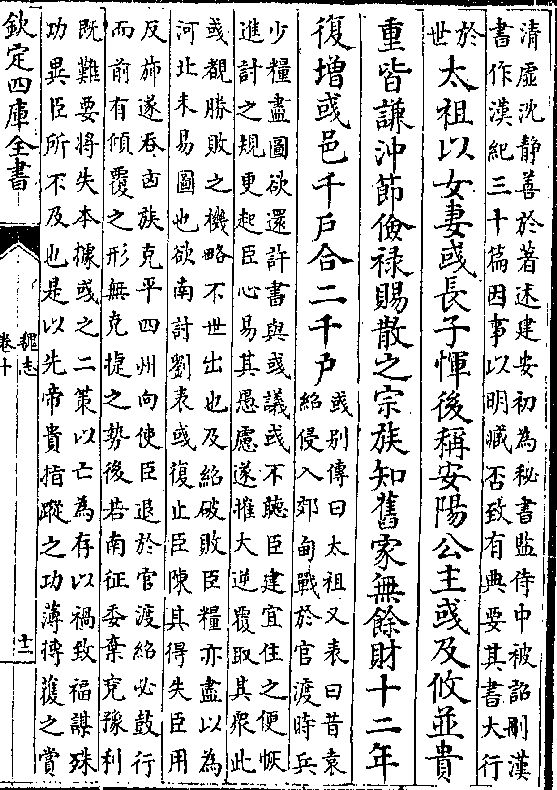 清虛沈靜善於著述建安初為秘書監侍中被詔刪漢
書作漢紀三十篇因事以明臧否致有典要其書大行
於
世
太祖以女妻彧長子惲後稱安陽公主彧及攸並貴
重皆謙沖節儉祿賜散之宗族知舊家無餘財十二年
復增彧邑千戶合二千戶
彧别傳曰太祖又表曰昔袁
紹侵入郊甸戰於官渡時兵
少糧盡圖欲還許書與彧議彧不聽臣建宜住之便恢
進討之規更起臣心易其愚慮遂摧大逆覆取其衆此
彧覩勝敗之機略不世出也及紹破敗臣糧亦盡以為
河北未易圖也欲南討劉表彧復止臣陳其得失臣用
反斾遂吞凶族克平四州向使臣退於官渡紹必鼓行
而前有傾覆之形無克捷之勢後若南征委棄兗豫利
既難要將失本據彧之二策以亡為存以禍致福謀殊
功異臣所不及也是以先帝貴指蹤之功薄搏獲之賞
欽定四庫全書
魏志
卷十
十二